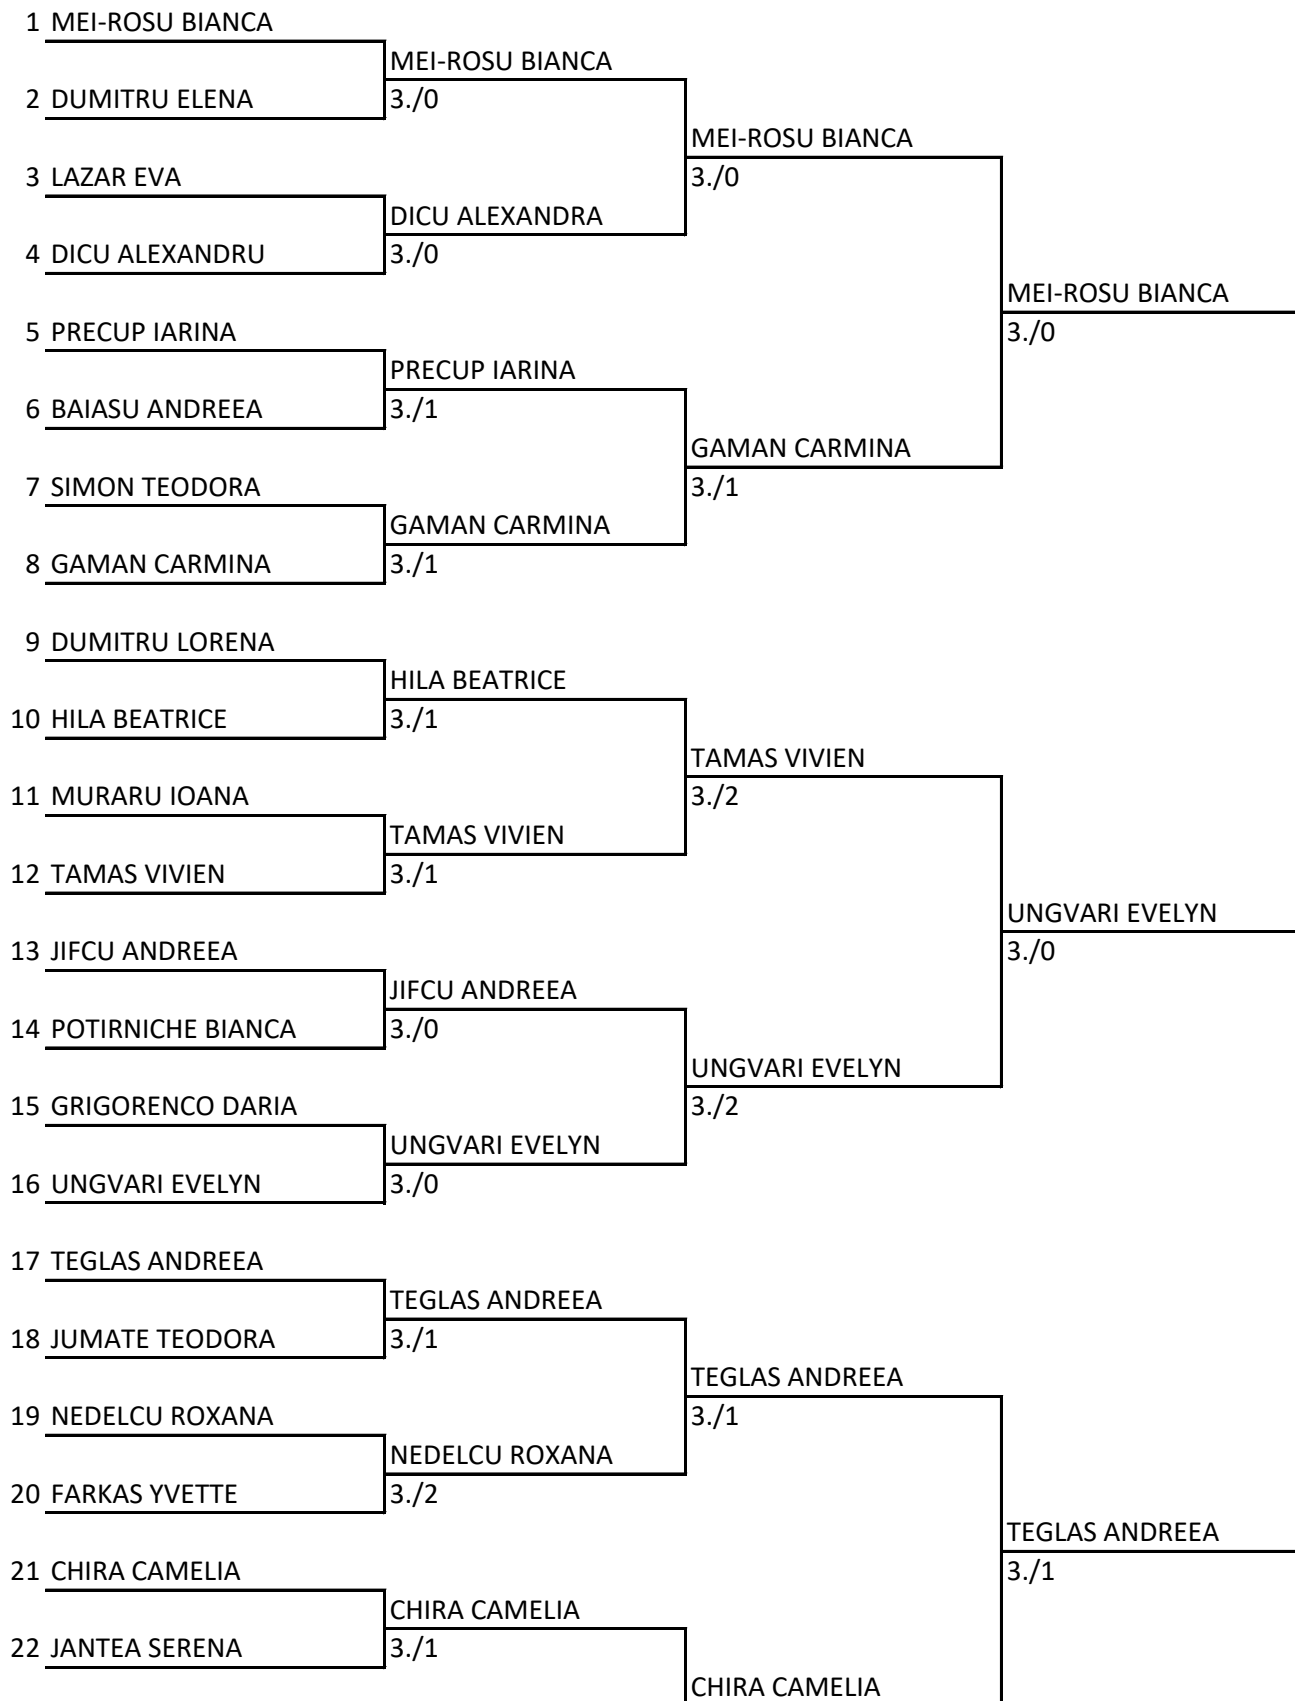 1 MEI-ROSU BIANCA
MEI-ROSU BIANCA
2 DUMITRU ELENA
3./0
MEI-ROSU BIANCA
3 LAZAR EVA
3./0
DICU ALEXANDRA
4 DICU ALEXANDRU
3./0
MEI-ROSU BIANCA
5 PRECUP IARINA
3./0
PRECUP IARINA
6 BAIASU ANDREEA
3./1
GAMAN CARMINA
7 SIMON TEODORA
3./1
GAMAN CARMINA
8 GAMAN CARMINA
3./1
9 DUMITRU LORENA
HILA BEATRICE
10 HILA BEATRICE
3./1
TAMAS VIVIEN
11 MURARU IOANA
3./2
TAMAS VIVIEN
12 TAMAS VIVIEN
3./1
UNGVARI EVELYN
13 JIFCU ANDREEA
3./0
JIFCU ANDREEA
14 POTIRNICHE BIANCA
3./0
UNGVARI EVELYN
15 GRIGORENCO DARIA
3./2
UNGVARI EVELYN
16 UNGVARI EVELYN
3./0
17 TEGLAS ANDREEA
TEGLAS ANDREEA
18 JUMATE TEODORA
3./1
TEGLAS ANDREEA
19 NEDELCU ROXANA
3./1
NEDELCU ROXANA
20 FARKAS YVETTE
3./2
TEGLAS ANDREEA
21 CHIRA CAMELIA
3./1
CHIRA CAMELIA
22 JANTEA SERENA
3./1
CHIRA CAMELIA